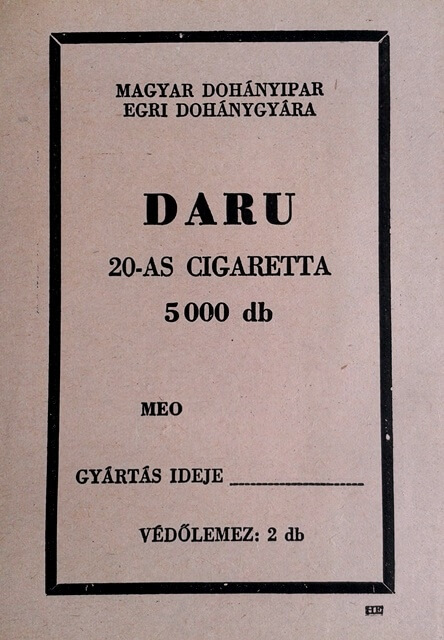 MAGYAR DOHÁNYIPAR
EGRI DOHÁNYGYÁRA
DARU
20-AS CIGARETTA
5000 db
MEO
GYÁRTÁS IDEJE
VÉDŐLEMEZ: 2 db